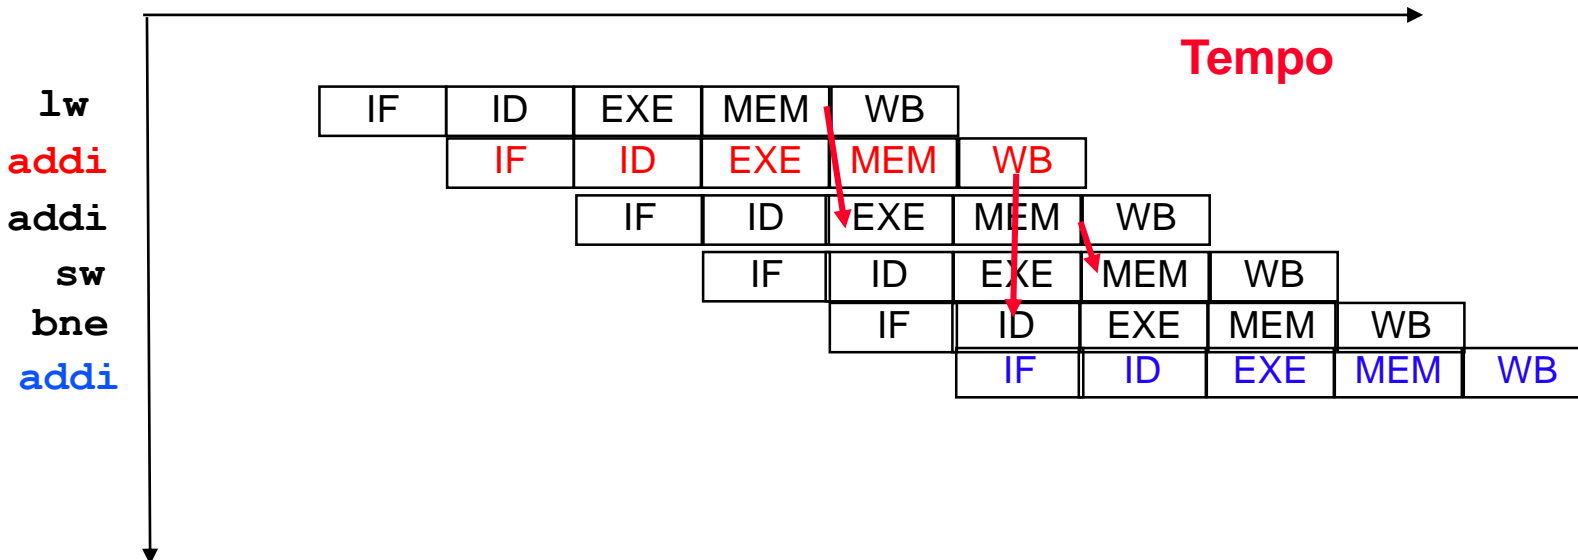 Tempo
lw IF ID EXE MEM WB
addi IF ID EXE MEM WB
addi IF ID EXE MEM WB
sw IF ID EXE MEM WB
bne IF ID EXE MEM WB
addi IF ID EXE MEM WB